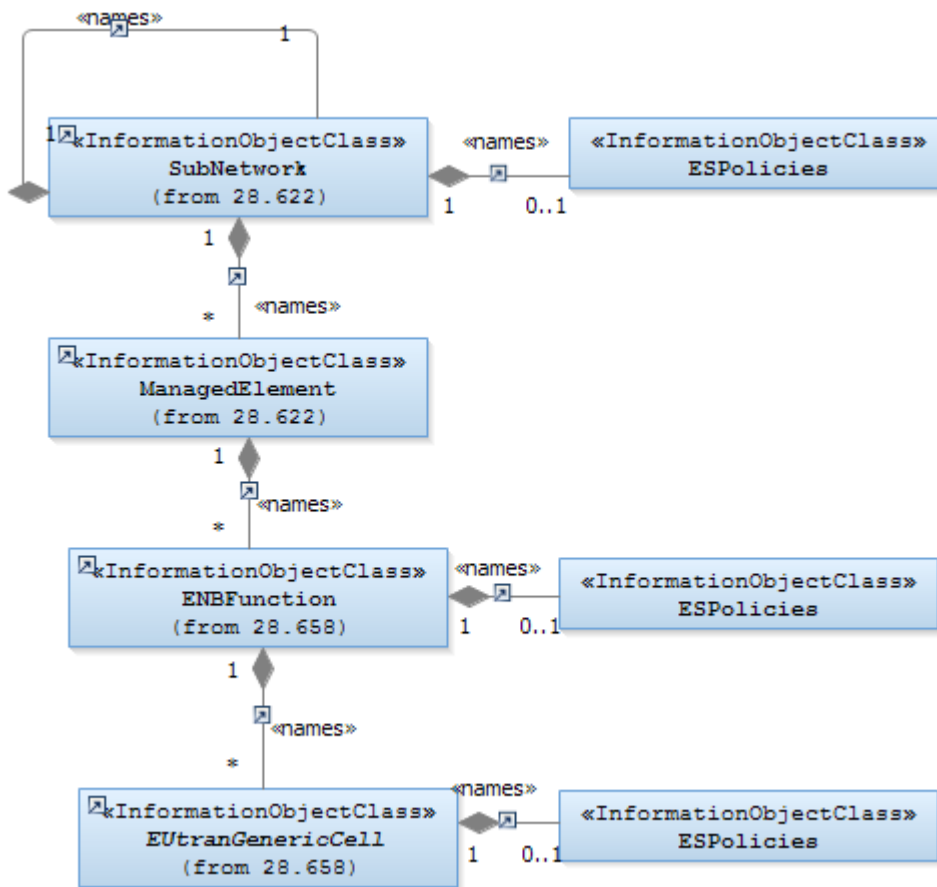 «names»
1
1
«InformationObjectClass»
SubNetwork
(from 28.622)
«names»
1
0..1
«InformationObjectClass»
ESPolicies
1
«names»
*
«InformationObjectClass»
ManagedElement
(from 28.622)
1
«names»
*
«InformationObjectClass»
ENBFunction
(from 28.658)
«names»
1
0..1
«InformationObjectClass»
ESPolicies
1
«names»
*
«InformationObjectClass»
EUtranGenericCell
(from 28.658)
«names»
1
0..1
«InformationObjectClass»
ESPolicies